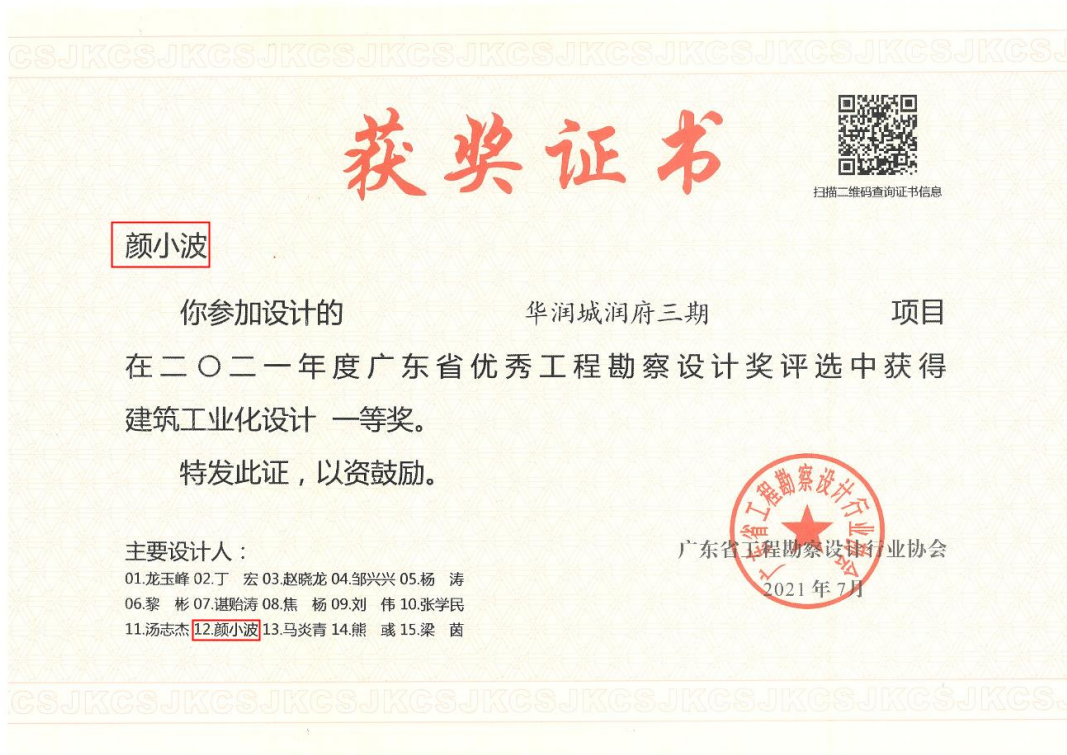 CSJKCSJKCSJKCSJKCSJKCSJKCSJKCSJKCSJ
获奖证书
扫描二维码查询证书信息
颜小波
你参加设计的 华润城润府三期 项目
在二〇二一年度广东省优秀工程勘察设计奖评选中获得
建筑工业化设计 一等奖。
特发此证，以资鼓励。
广东省工程勘察设计行业协会
广东省工程勘察设计行业协会
2021年7月
主要设计人：
01.龙玉峰 02.丁 宏 03.赵晓龙 04.邹兴兴 05.杨 涛
06.黎 彬 07.谌贻涛 08.焦 杨 09.刘 伟 10.张学民
11.汤志杰 12.颜小波 13.马炎青 14.熊 彧 15.梁 茵
CSJKCSJKCSJKCSJKCSJKCSJKCSJKCSJKCSJ